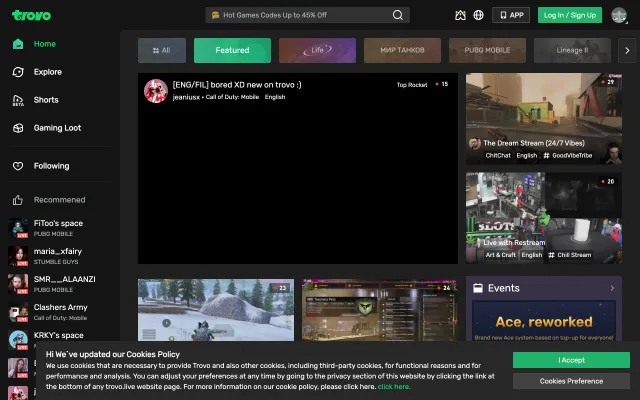 trovo
Hot Games Codes Up to 45% Off
APP
Log In / Sign Up
Home
Explore
BETA
Shorts
Gaming Loot
Following
Recommened
FiToo's space
PUBG MOBILE
LIVE
maria_xfairy
STUMBLE GUYS
LIVE
SMR__ALAANZI
PUBG MOBILE
LIVE
Clashers Army
Call of Duty: Mobile
LIVE
KRKY's space
All
Featured
Life
МИР ТАНКОВ
PUBG MOBILE
Lineage II
[ENG/FIL] bored XD new on trovo :)
jeaniusx • Call of Duty: Mobile English
Top Rocket
15
29
The Dream Stream (24/7 Vibes)
ChitChat English # GoodVibeTribe
20
Live with Restream
Art & Craft English # Chill Stream
23
24
Events
Ace, reworked
Brand new Ace system based on top-up for everyone!
Hi We`ve updated our Cookies Policy
We use cookies that are necessary to provide Trovo and also other cookies, including third-party cookies, for functional reasons and for
performance and analysis. You can adjust your preferences at any time by going to the privacy section of this website by clicking the link at
the bottom of any trovo.live website page. For more information on our cookie policy, please click here. click here.
I Accept
Cookies Preference